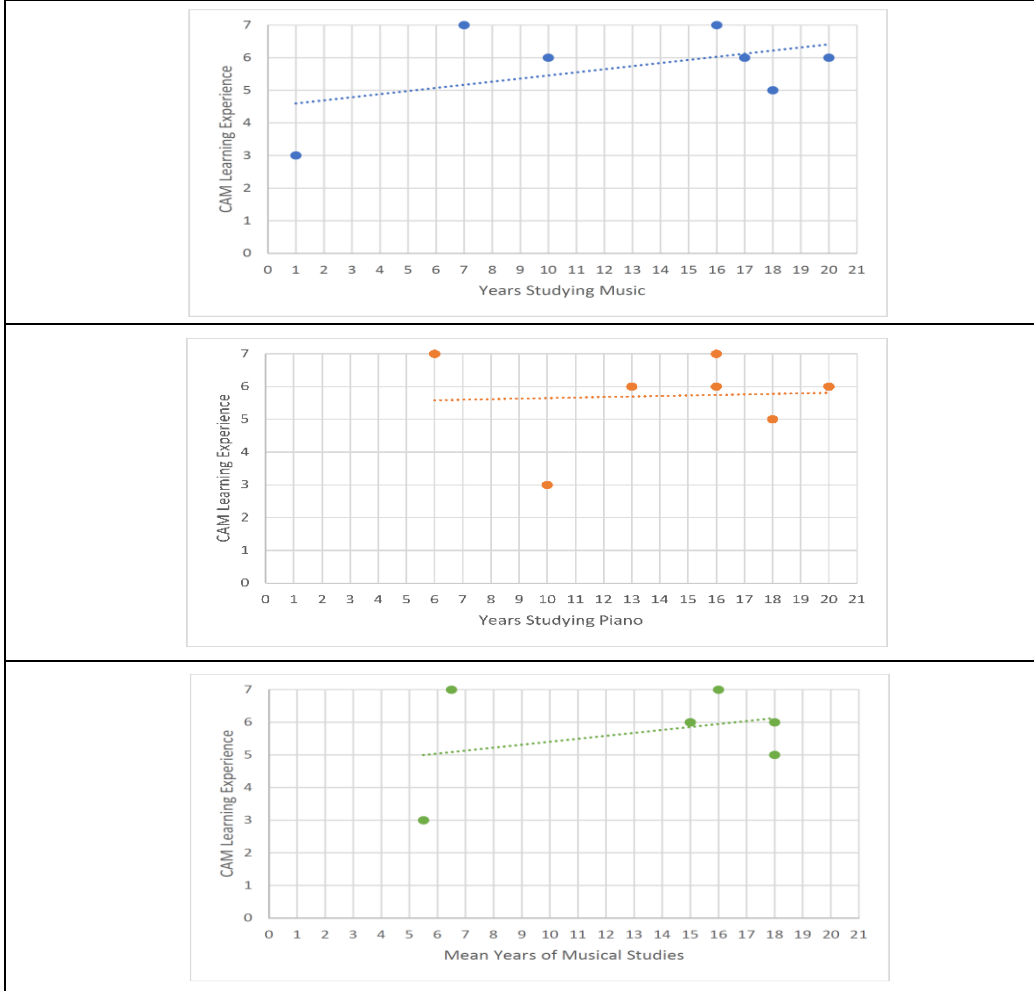 CAM Learning Experience
7
6
5
4
3
2
1
0
0 1 2 3 4 5 6 7 8 9 10 11 12 13 14 15 16 17 18 19 20 21
Years Studying Music
CAM Learning Experience
7
6
5
4
3
2
1
0
0 1 2 3 4 5 6 7 8 9 10 11 12 13 14 15 16 17 18 19 20 21
Years Studying Piano
CAM Learning Experience
7
6
5
4
3
2
1
0
0 1 2 3 4 5 6 7 8 9 10 11 12 13 14 15 16 17 18 19 20 21
Mean Years of Musical Studies